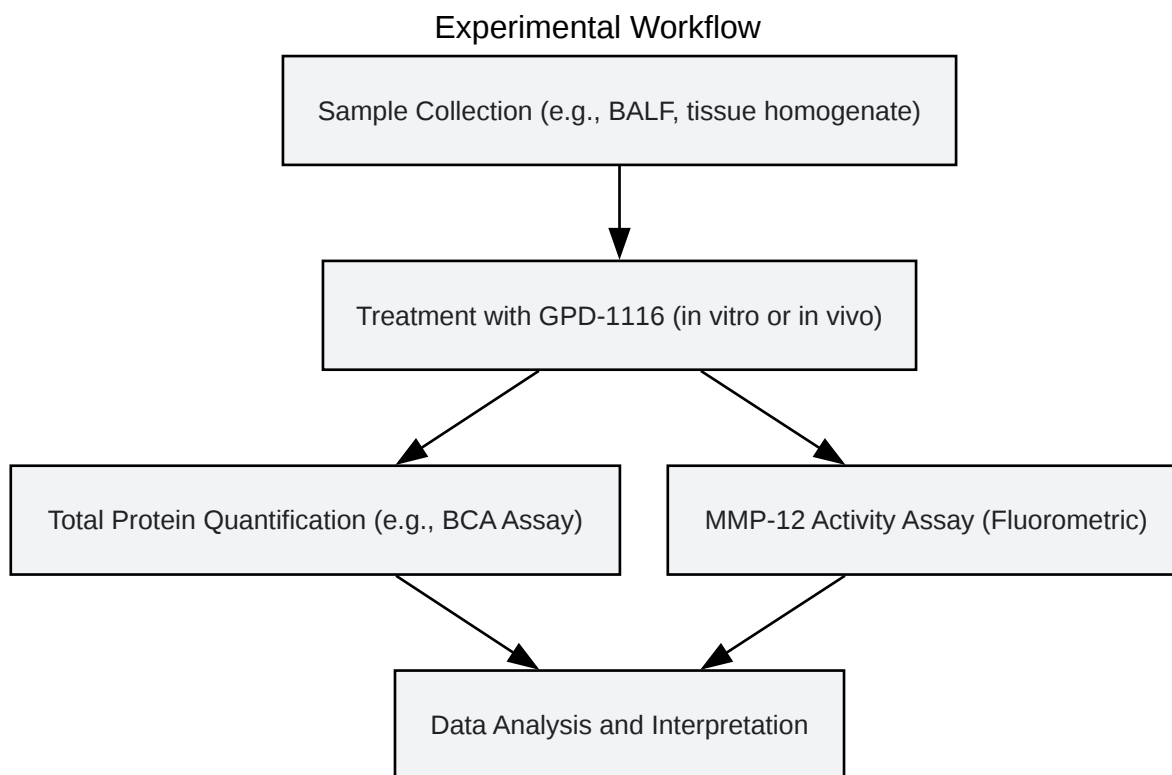 Experimental Workflow
Sample Collection (e.g., BALF, tissue homogenate)
Treatment with GPD-1116 (in vitro or in vivo)
Total Protein Quantification (e.g., BCA Assay)
MMP-12 Activity Assay (Fluorometric)
Data Analysis and Interpretation